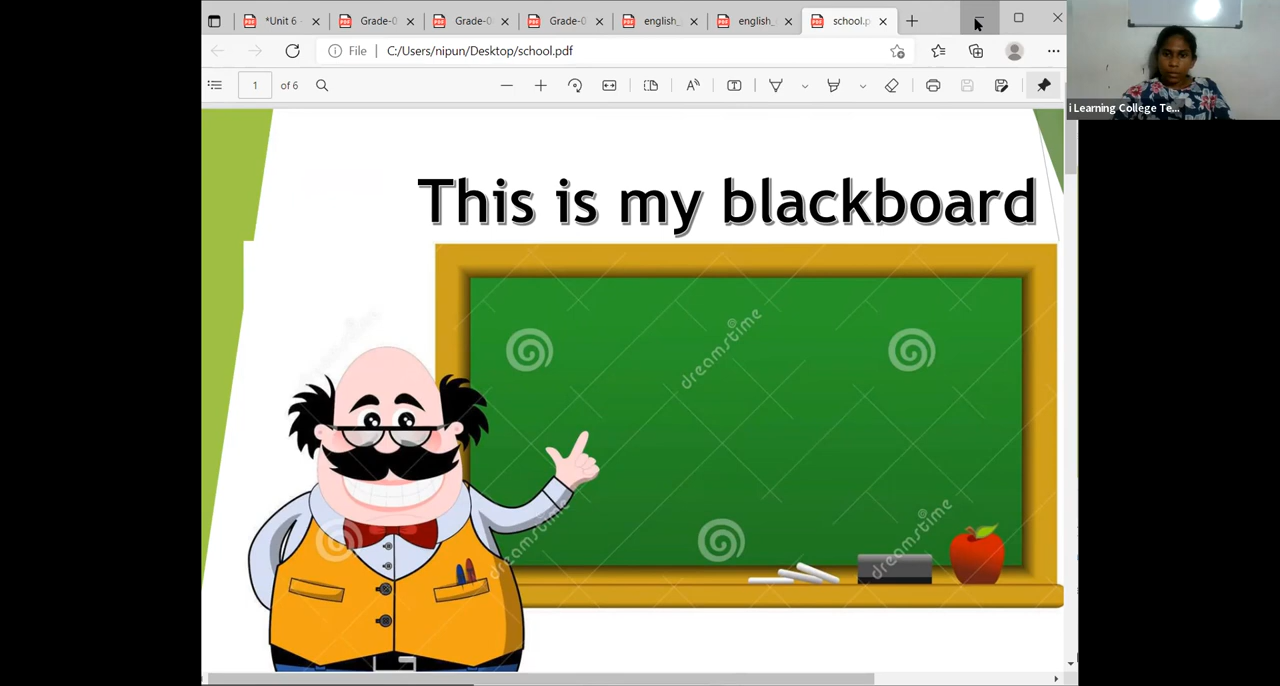 *Unit 6
Grade-0
Grade-0
Grade-0
english_
english_
school.p
File
C:/Users/nipun/Desktop/school.pdf
1 of 6
i Learning College Te...
This is my blackboard
dreamstime
dreamstime
dreamstime